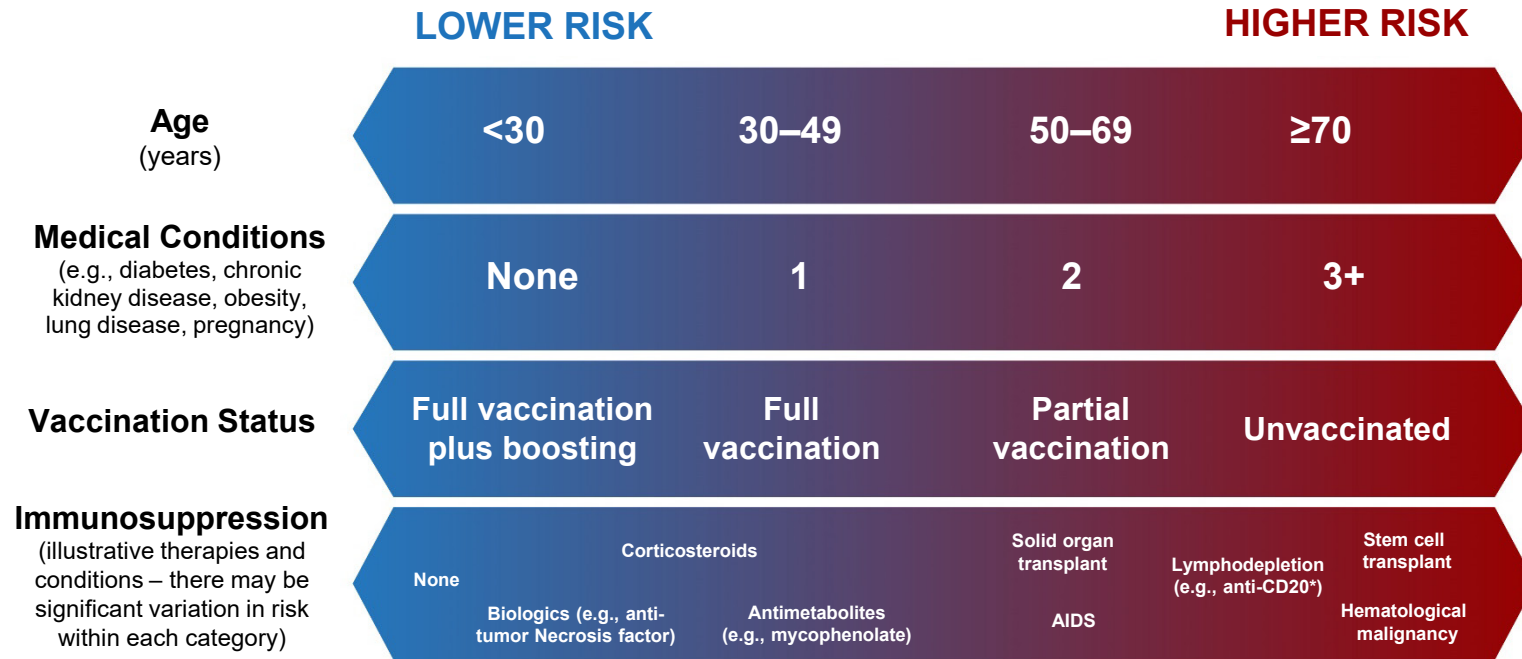 LOWER RISK
HIGHER RISK
Age
(years)
<30
30–49
50–69
≥70
Medical Conditions
(e.g., diabetes, chronic
kidney disease, obesity,
lung disease, pregnancy)
None
1
2
3+
Vaccination Status
Full vaccination
plus boosting
Full
vaccination
Partial
vaccination
Unvaccinated
Immunosuppression
(illustrative therapies and
conditions – there may be
significant variation in risk
within each category)
None
Corticosteroids
Biologics (e.g., anti-
tumor Necrosis factor)
Antimetabolites
(e.g., mycophenolate)
Solid organ
transplant
AIDS
Lymphodepletion
(e.g., anti-CD20*)
Stem cell
transplant
Hematological
malignancy